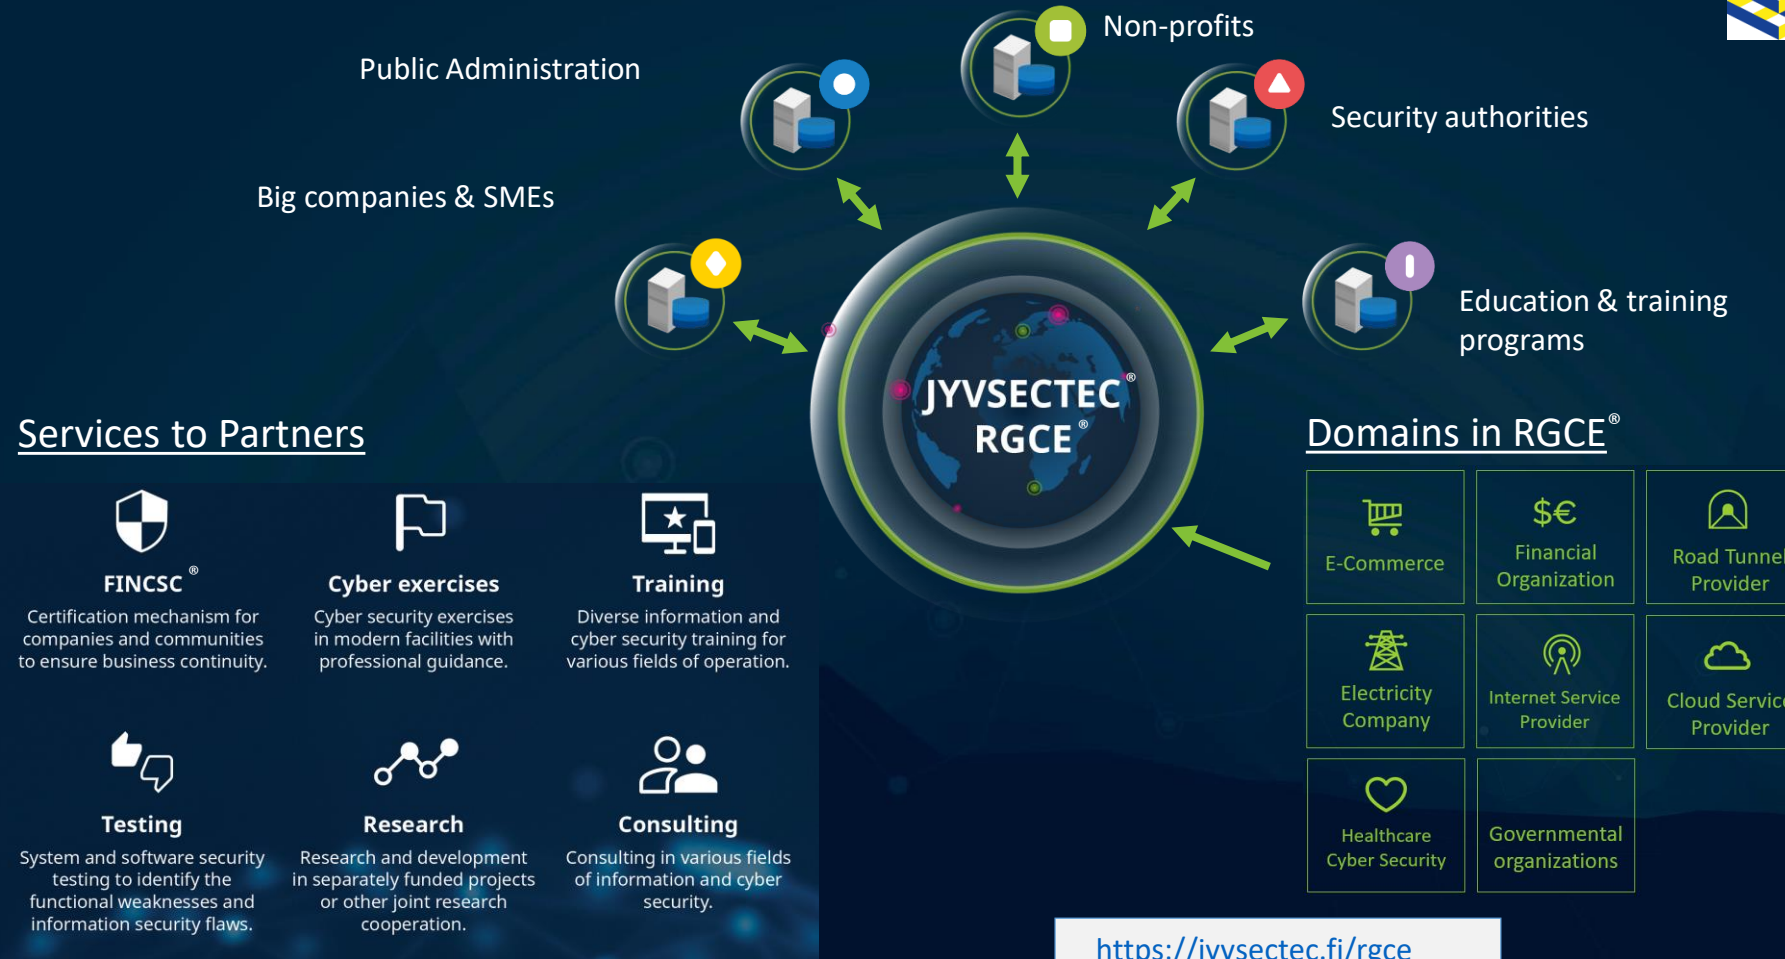 Non-profits
Public Administration
Security authorities
Big companies & SMEs
Education & training
programs
JYVSECTEC®
RGCE®
Services to Partners
FINCSC®
Certification mechanism for
companies and communities
to ensure business continuity.
Cyber exercises
Cyber security exercises
in modern facilities with
professional guidance.
Training
Diverse information and
cyber security training for
various fields of operation.
Testing
System and software security
testing to identify the
functional weaknesses and
information security flaws.
Research
Research and development
in separately funded projects
or other joint research
cooperation.
Consulting
Consulting in various fields
of information and cyber
security.
Domains in RGCE®
E-Commerce
$€
Financial
Organization
Road Tunnel
Provider
Electricity
Company
Internet Service
Provider
Cloud Service
Provider
Healthcare
Cyber Security
Governmental
organizations
https://jyvsectec.fi/rgce